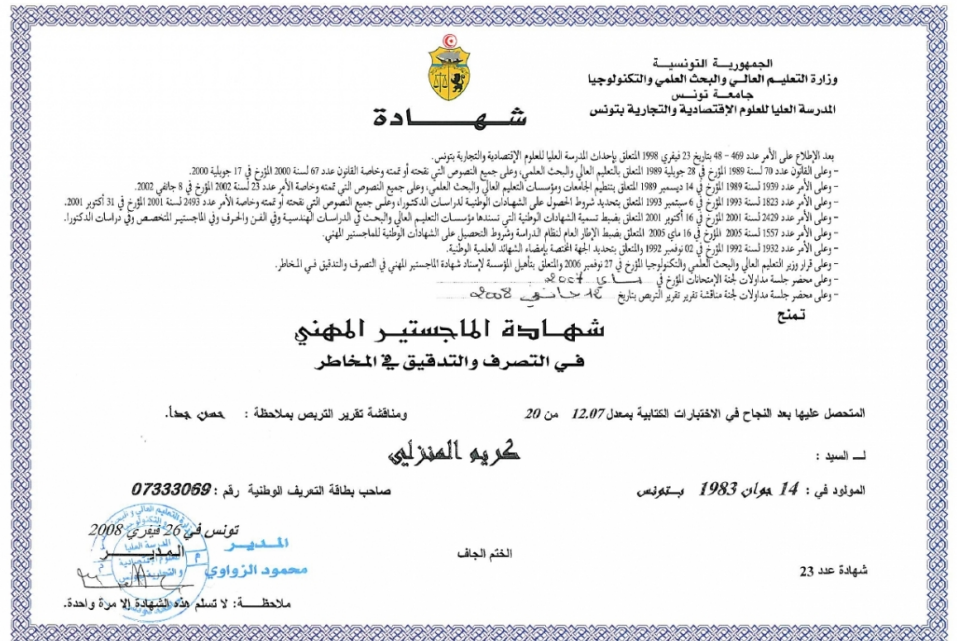 الجمهورية التونسية
وزارة التعليم العالي والبحث العلمي والتكنولوجيا
جامعة تونس
المدرسة العليا للعلوم الإقتصادية والتجارية بتونس
شهادة
بعد الإطلاع على الأمر عدد 469 - 48 بتاريخ 23 فيفري 1998 المتعلق بإحداث المدرسة العليا للعلوم الإقتصادية والتجارية بتونس.
- وعلى القانون عدد 70 لسنة 1989 المؤرخ في 28 جويلية 1989 المتعلق بالتعليم العالي والبحث العلمي، وعلى جميع النصوص التي نقحته أو تممته وخاصة القانون عدد 67 لسنة 2000 المؤرخ في 17 جويلية 2000.
- وعلى الأمر عدد 1939 لسنة 1989 المؤرخ في 14 ديسمبر 1989 المتعلق بتنظيم الجامعات ومؤسسات التعليم العالي والبحث العلمي، وعلى جميع النصوص التي تممته وخاصة الأمر عدد 23 لسنة 2002 المؤرخ في 8 جانفي 2002.
- وعلى الأمر عدد 1823 لسنة 1993 المؤرخ في 6 سبتمبر 1993 المتعلق بتحديد شروط الحصول على الشهادات الوطنية لدراسات الدكتورا، وعلى جميع النصوص التي نقحته أو تممته وخاصة الأمر عدد 2493 لسنة 2001 المؤرخ في 31 أكتوبر 2001.
- وعلى الأمر عدد 2429 لسنة 2001 المؤرخ في 16 أكتوبر 2001 المتعلق بضبط تسمية الشهادات الوطنية التي تسندها مؤسسات التعليم العالي والبحث في الدراسات الهندسية وفي الفن والحرف وفي الماجستير المتخصص وفي دراسات الدكتورا.
- وعلى الأمر عدد 1557 لسنة 2005 المؤرخ في 16 ماي 2005 المتعلق بضبط الإطار العام لنظام الدراسة وشروط التحصيل على الشهادات الوطنية للماجستير المهني.
- وعلى الأمر عدد 1932 لسنة 1992 المؤرخ في 02 نوفمبر 1992 والمتعلق بتحديد الجهة المختصة بإمضاء الشهائد العلمية الوطنية.
- وعلى قرار وزير التعليم العالي والبحث العلمي والتكنولوجيا المؤرخ في 27 نوفمبر 2006 والمتعلق بتأهيل المؤسسة لإسناد شهادة الماجستير المهني في التصرف والتدقيق في المخاطر.
- وعلى محضر جلسة مداولات لجنة الإمتحانات المؤرخ في ماي 2007
- وعلى محضر جلسة مداولات لجنة مناقشة تقرير تقرير التربص بتاريخ 12 جانفي 2008
تمنح
شهادة الماجستير المهني
في التصرف والتدقيق في المخاطر
المتحصل عليها بعد النجاح في الاختبارات الكتابية بمعدل 12.07 من 20 ومناقشة تقرير التربص بملاحظة : حسن جدا.
لـ السيد : كريم المنزلي
المولود في : 14 جوان 1983 بتونس صاحب بطاقة التعريف الوطنية رقم : 07333069
تونس في 26 فيفري 2008
المدير
المدير
محمود الزواوي
الختم الجاف
شهادة عدد 23
ملاحظة: لا تسلم هذه الشهادة إلا مرة واحدة.